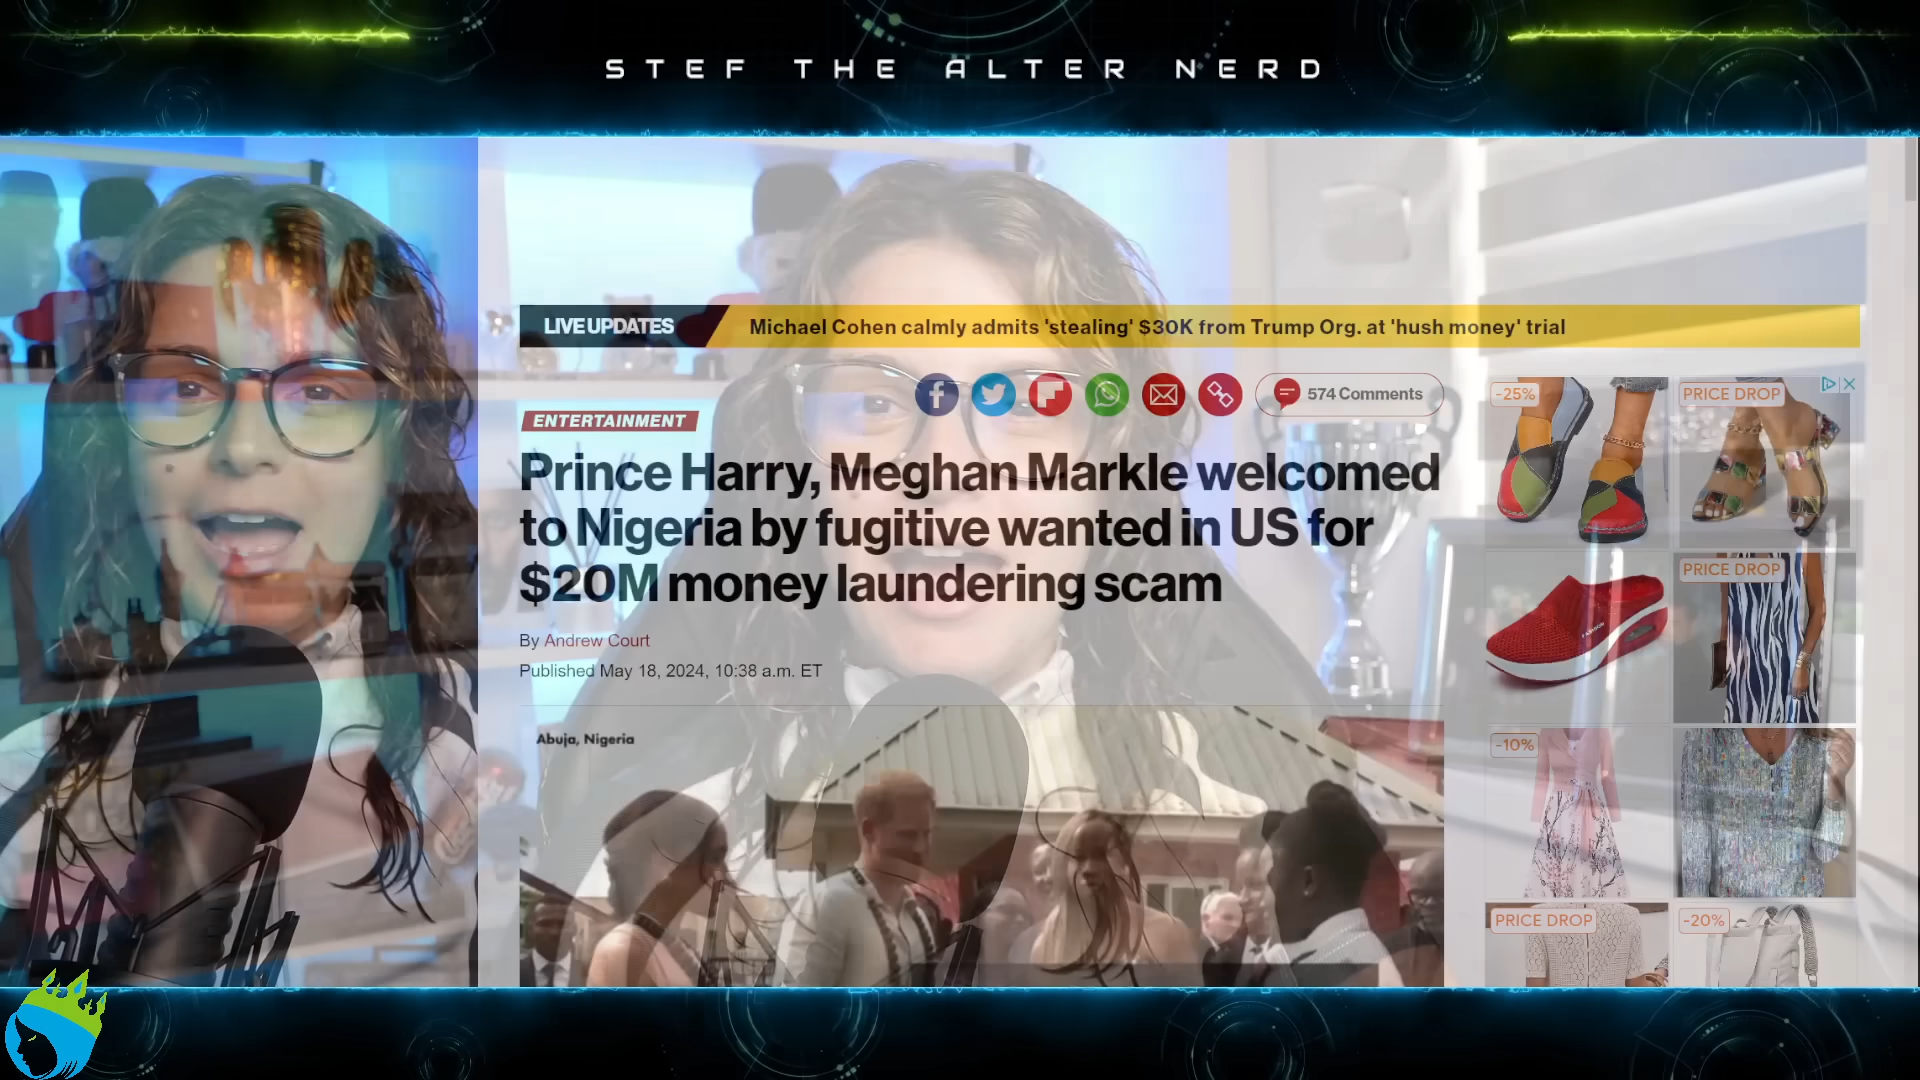 STEF THE ALTER NERD
LIVE UPDATES
Michael Cohen calmly admits 'stealing' $30K from Trump Org. at 'hush money' trial
574 Comments
ENTERTAINMENT
Prince Harry, Meghan Markle welcomed
to Nigeria by fugitive wanted in US for
$20M money laundering scam
By Andrew Court
Published May 18, 2024, 10:38 a.m. ET
Abuja, Nigeria
-25%
PRICE DROP
PRICE DROP
-10%
PRICE DROP
-20%